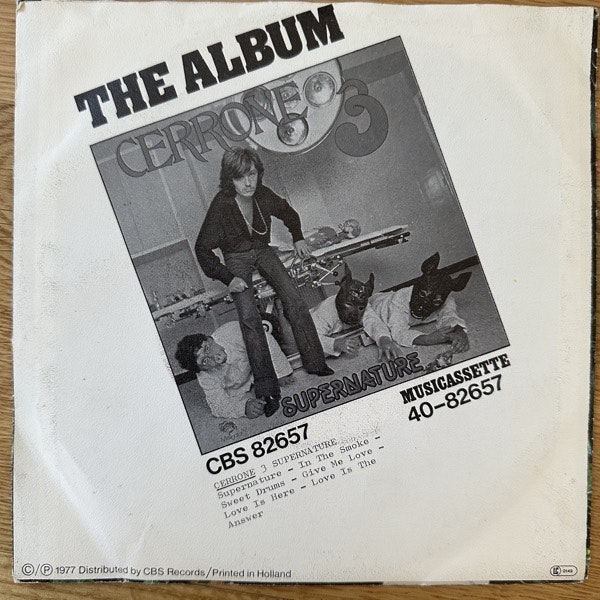 THE ALBUM
CERRONE 3
SUPERNATURE
CBS 82657
MUSICASSETTE
40-82657
CERRONE 3 SUPERNATURE
Supernature - In The Smoke -
Sweet Drums - Give Me Love -
Love Is Here - Love Is The
Answer
©/Ⓟ 1977 Distributed by CBS Records/Printed in Holland